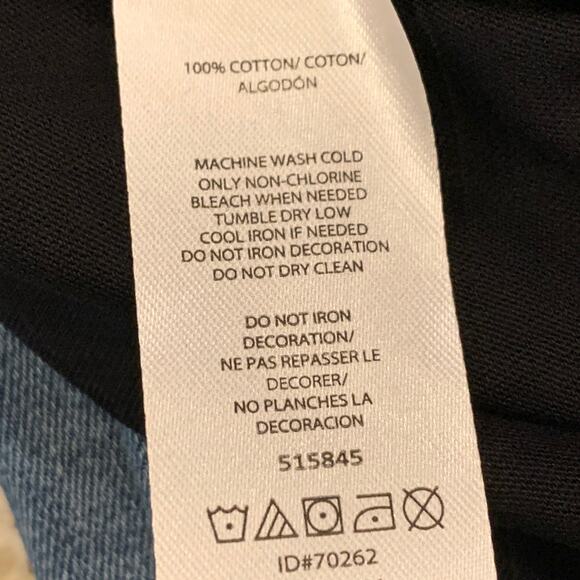 100% COTTON/ COTON/
ALGODÓN
MACHINE WASH COLD
ONLY NON-CHLORINE
BLEACH WHEN NEEDED
TUMBLE DRY LOW
COOL IRON IF NEEDED
DO NOT IRON DECORATION
DO NOT DRY CLEAN
DO NOT IRON
DECORATION/
NE PAS REPASSER LE
DECORER/
NO PLANCHES LA
DECORACION
515845
ID#70262